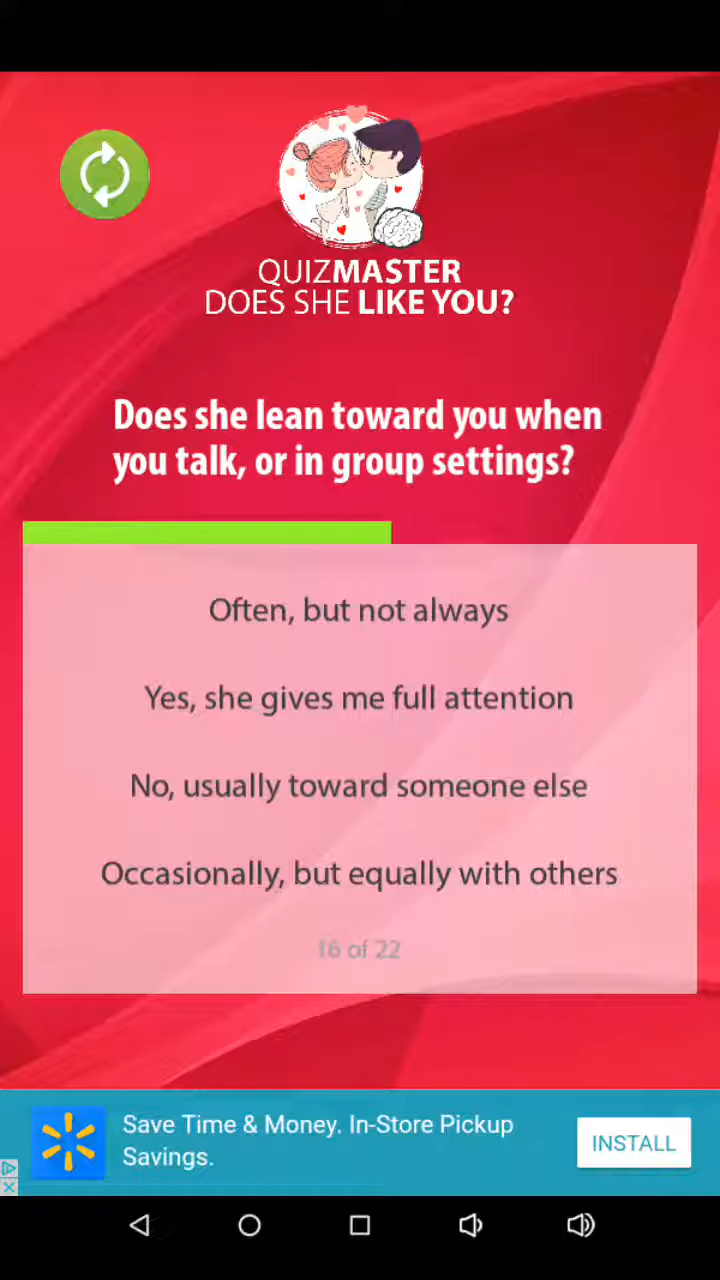 QUIZMASTER
DOES SHE LIKE YOU?
Does she lean toward you when
you talk, or in group settings?
Often, but not always
Yes, she gives me full attention
No, usually toward someone else
Occasionally, but equally with others
16 of 22
Save Time & Money. In-Store Pickup
Savings.
INSTALL